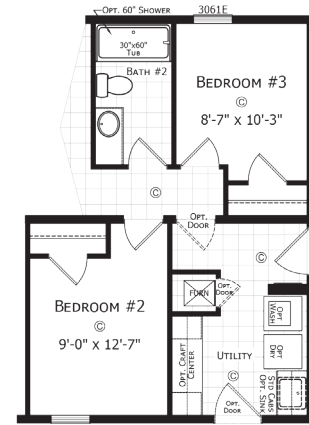 OPT. 60" SHOWER
3061E
30"x60"
TUB
BATH #2
BEDROOM #3
©
8'-7" X 10'-3"
©
OPT.
DOOR
©
BEDROOM #2
©
9'-0" X 12'-7"
FURN
OPT.
DOOR
OPT
WASH
OPT
DRY
OPT. CRAFT
CENTER
UTILITY
©
STD CABS
OPT. SINK
OPT.
DOOR